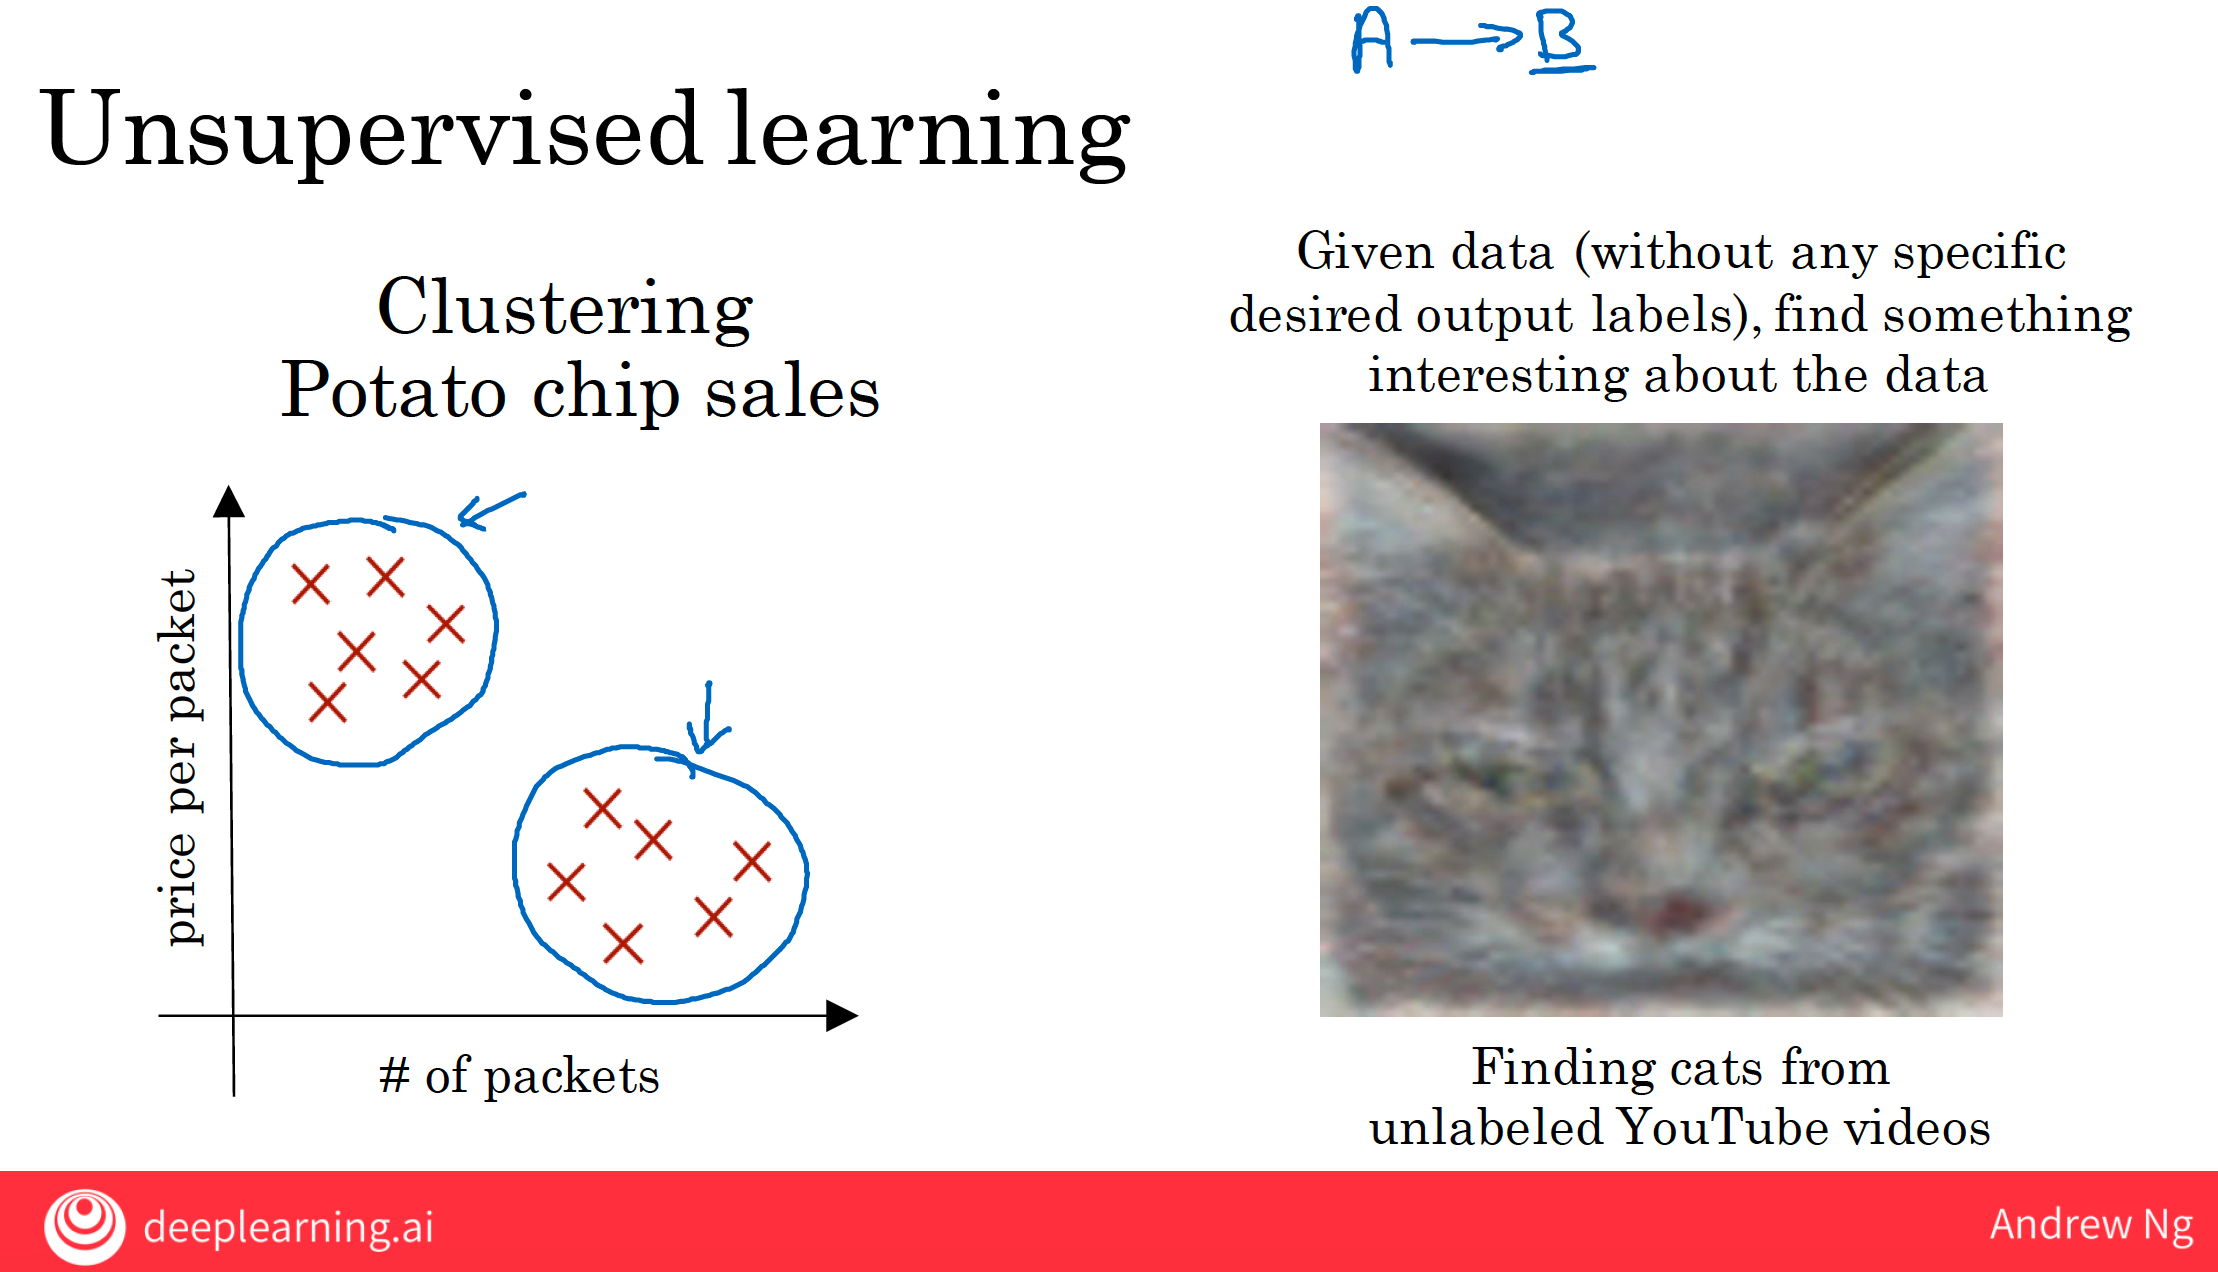 A → B
Unsupervised learning
Clustering
Potato chip sales
price per packet
# of packets
Given data (without any specific
desired output labels), find something
interesting about the data
Finding cats from
unlabeled YouTube videos
deeplearning.ai
Andrew Ng